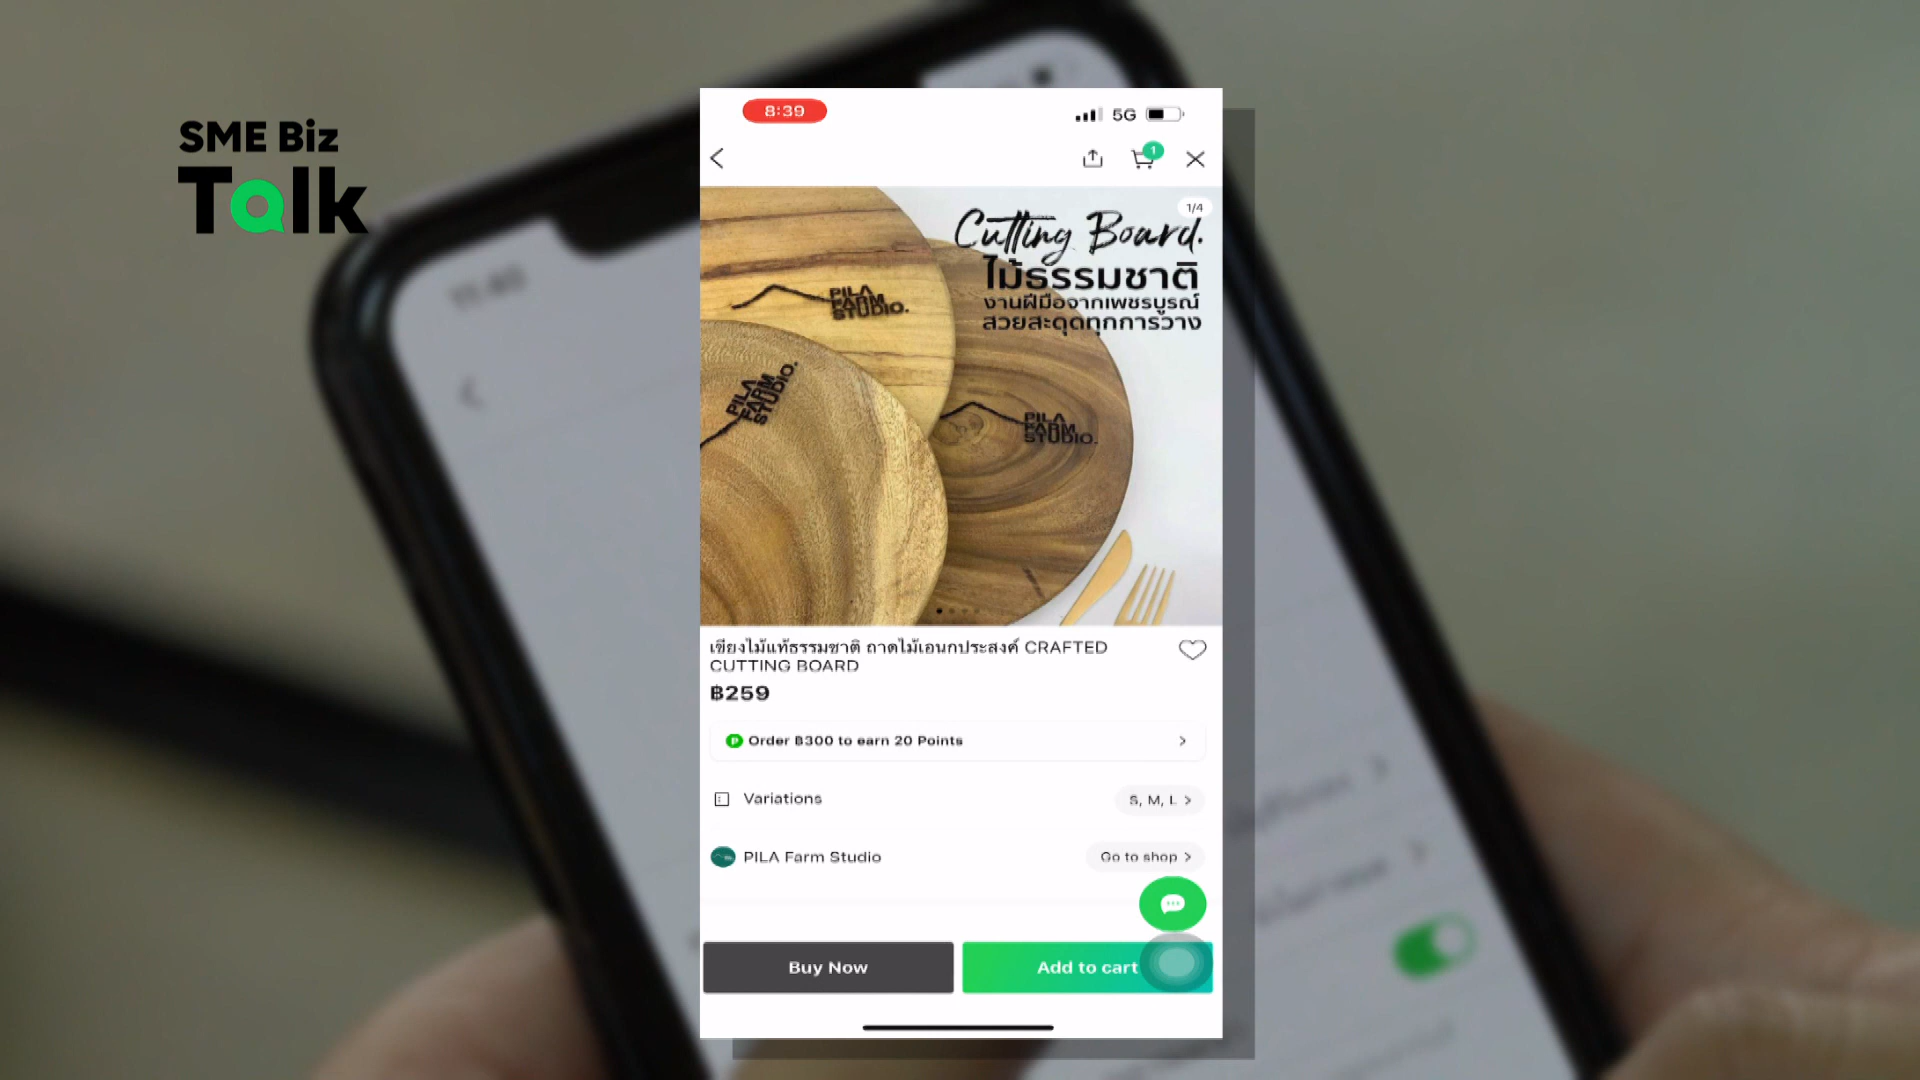 SME Biz
Talk
8:39
5G
1
1/4
Cutting Board.
ไม้ธรรมชาติ
งานฝีมือจากเพชรบูรณ์
สวยสะดุดทุกการวาง
PILA
FARM
STUDIO.
PILA
FARM
STUDIO.
PILA
FARM
STUDIO.
เขียงไม้แท้ธรรมชาติ ถาดไม้เอนกประสงค์ CRAFTED
CUTTING BOARD
฿259
P Order ฿300 to earn 20 Points
Variations
S, M, L
PILA Farm Studio
Go to shop
Buy Now
Add to cart